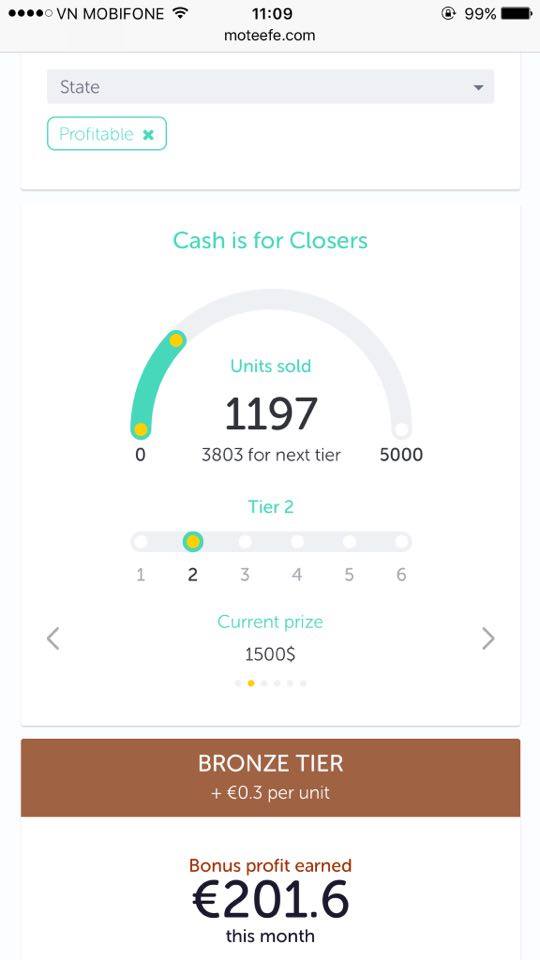 VN MOBIFONE 11:09 99%
moteefe.com
State
Profitable ✖
Cash is for Closers
Units sold
1197
0 3803 for next tier 5000
Tier 2
1 2 3 4 5 6
Current prize
1500$
BRONZE TIER
+ €0.3 per unit
Bonus profit earned
€201.6
this month